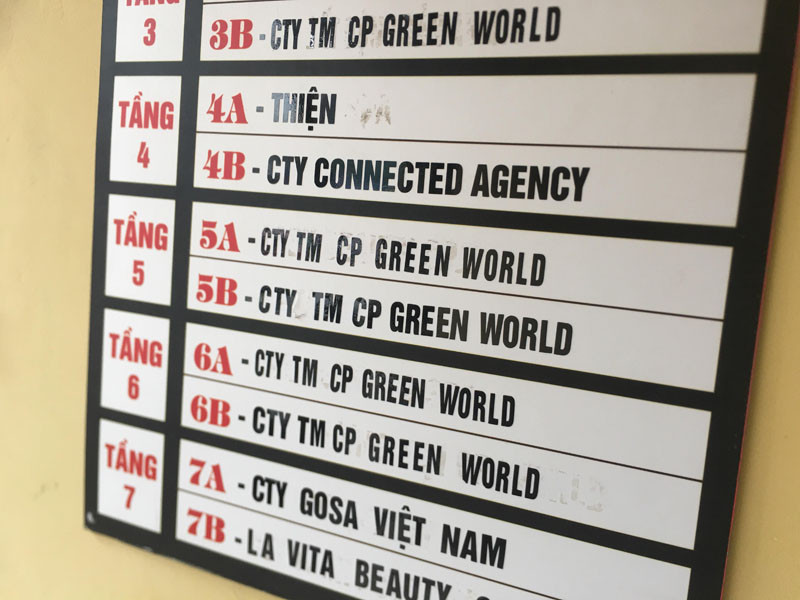 TẦNG
3
3B - CTY TM CP GREEN WORLD
TẦNG
4
4A - THIỆN
4B - CTY CONNECTED AGENCY
TẦNG
5
5A - CTY TM CP GREEN WORLD
5B - CTY TM CP GREEN WORLD
TẦNG
6
6A - CTY TM CP GREEN WORLD
6B - CTY TM CP GREEN WORLD
TẦNG
7
7A - CTY GOSA VIỆT NAM
7B - LA VITA BEAUTY